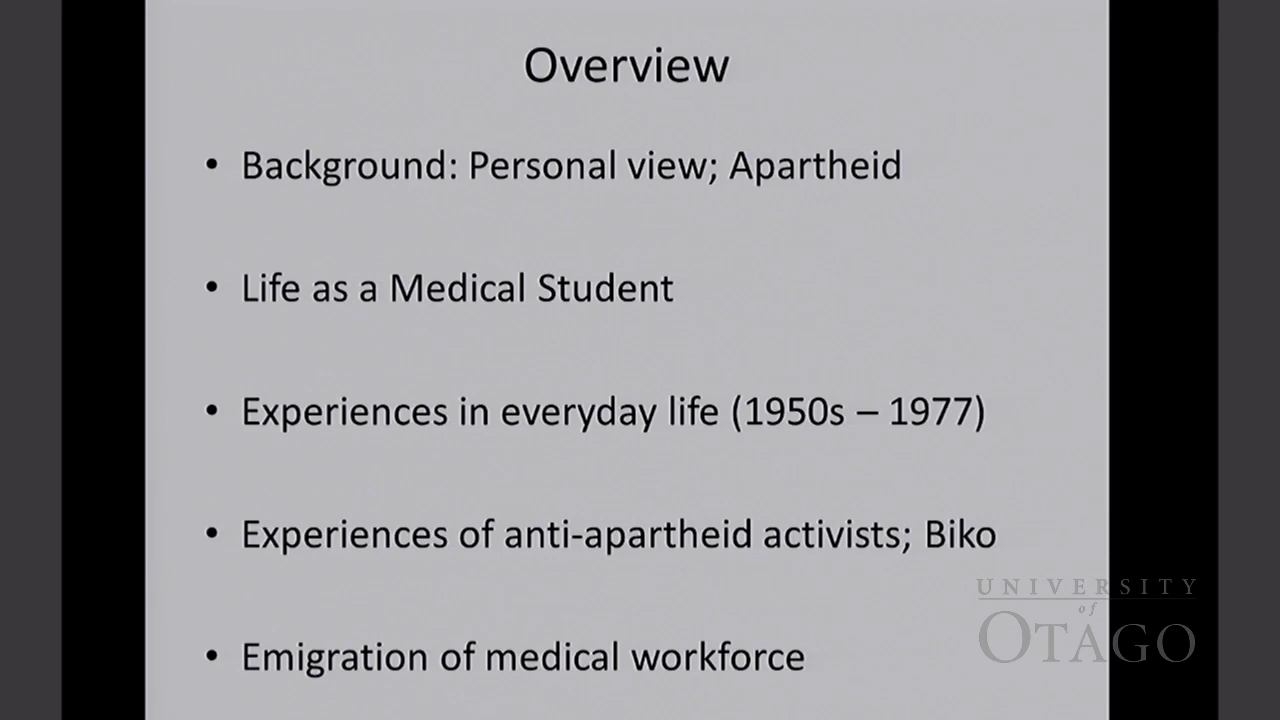 Overview
• Background: Personal view; Apartheid
• Life as a Medical Student
• Experiences in everyday life (1950s – 1977)
• Experiences of anti-apartheid activists; Biko
• Emigration of medical workforce
UNIVERSITY
of
OTAGO